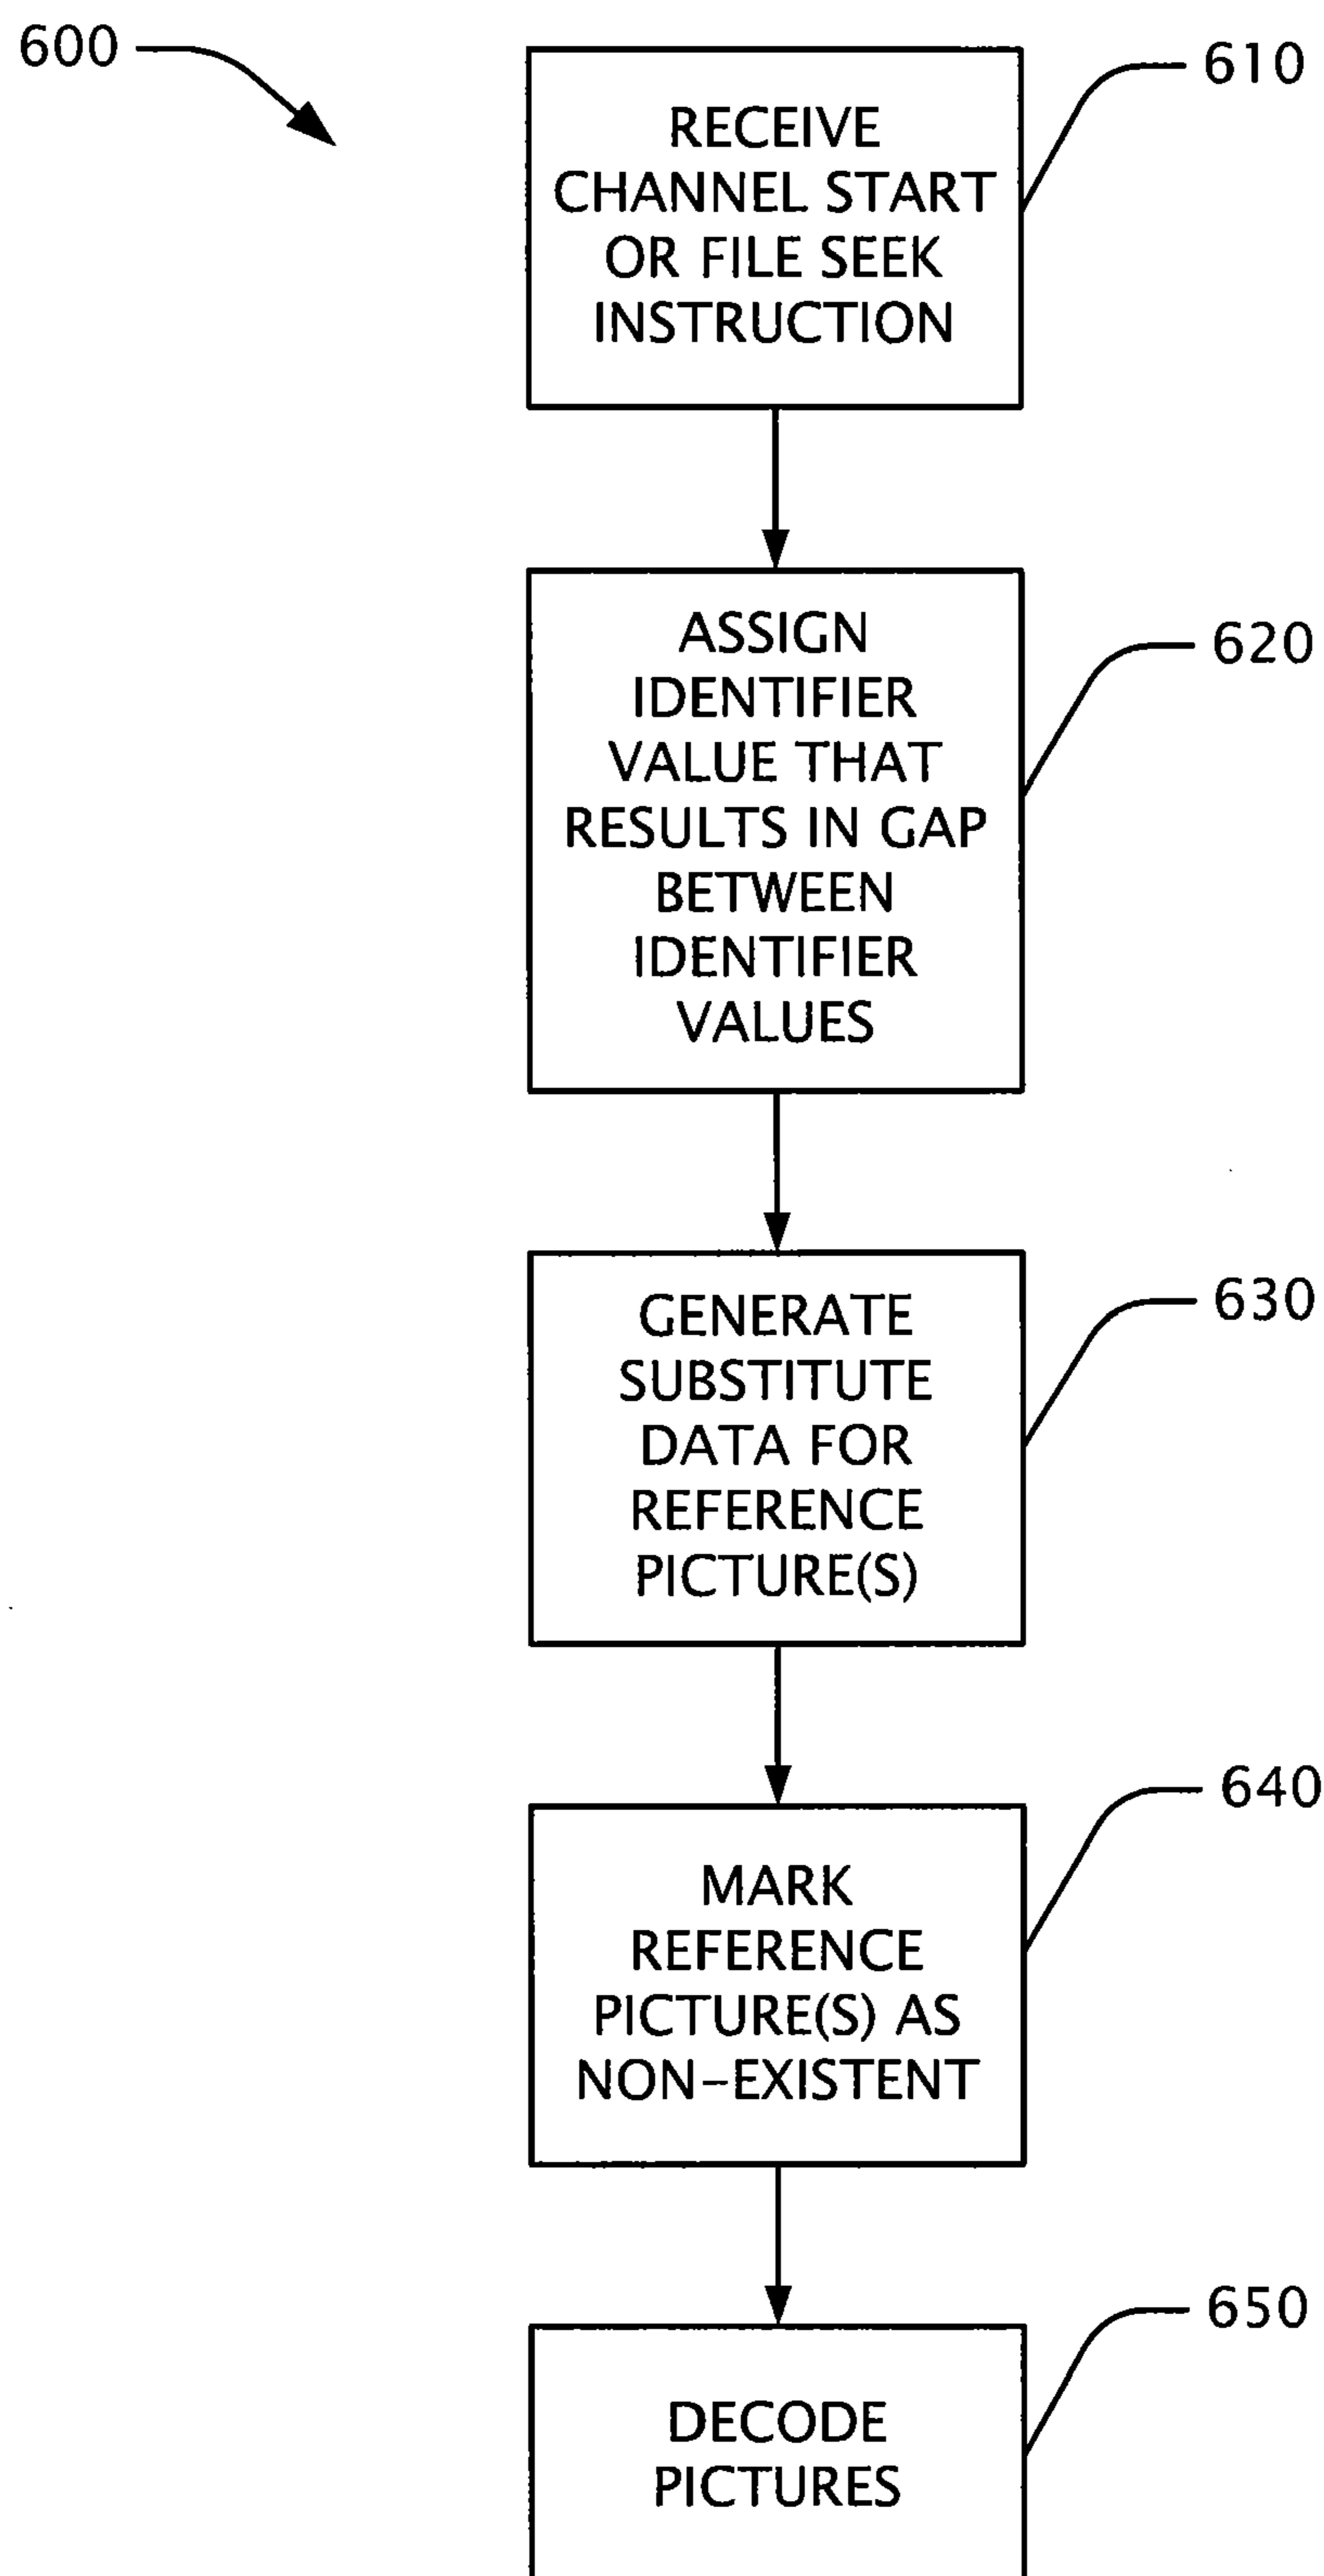 600
610
RECEIVE
CHANNEL START
OR FILE SEEK
INSTRUCTION
620
ASSIGN
IDENTIFIER
VALUE THAT
RESULTS IN GAP
BETWEEN
IDENTIFIER
VALUES
630
GENERATE
SUBSTITUTE
DATA FOR
REFERENCE
PICTURE(S)
640
MARK
REFERENCE
PICTURE(S) AS
NON-EXISTENT
650
DECODE
PICTURES